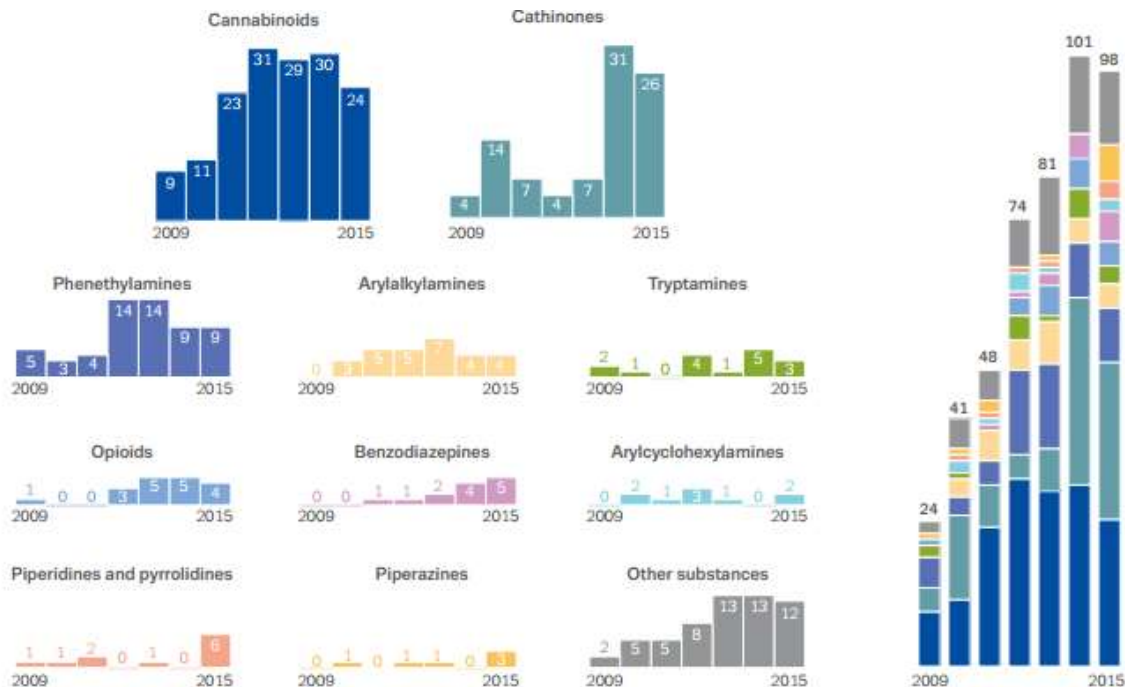 Cannabinoids
9 11 23 31 29 30 24
2009 2015
Cathinones
4 14 7 4 7 31 26
2009 2015
Phenethylamines
5 3 4 14 14 9 9
2009 2015
Arylalkylamines
0 3 5 5 7 4 4
2009 2015
Tryptamines
2 1 0 4 1 5 3
2009 2015
Opioids
1 0 0 3 5 5 4
2009 2015
Benzodiazepines
0 0 1 1 2 4 5
2009 2015
Arylcyclohexylamines
0 2 1 3 1 0 2
2009 2015
Piperidines and pyrrolidines
1 1 2 0 1 0 6
2009 2015
Piperazines
0 1 0 1 1 0 3
2009 2015
Other substances
2 5 5 8 13 13 12
2009 2015
24 41 48 74 81 101 98
2009 2015